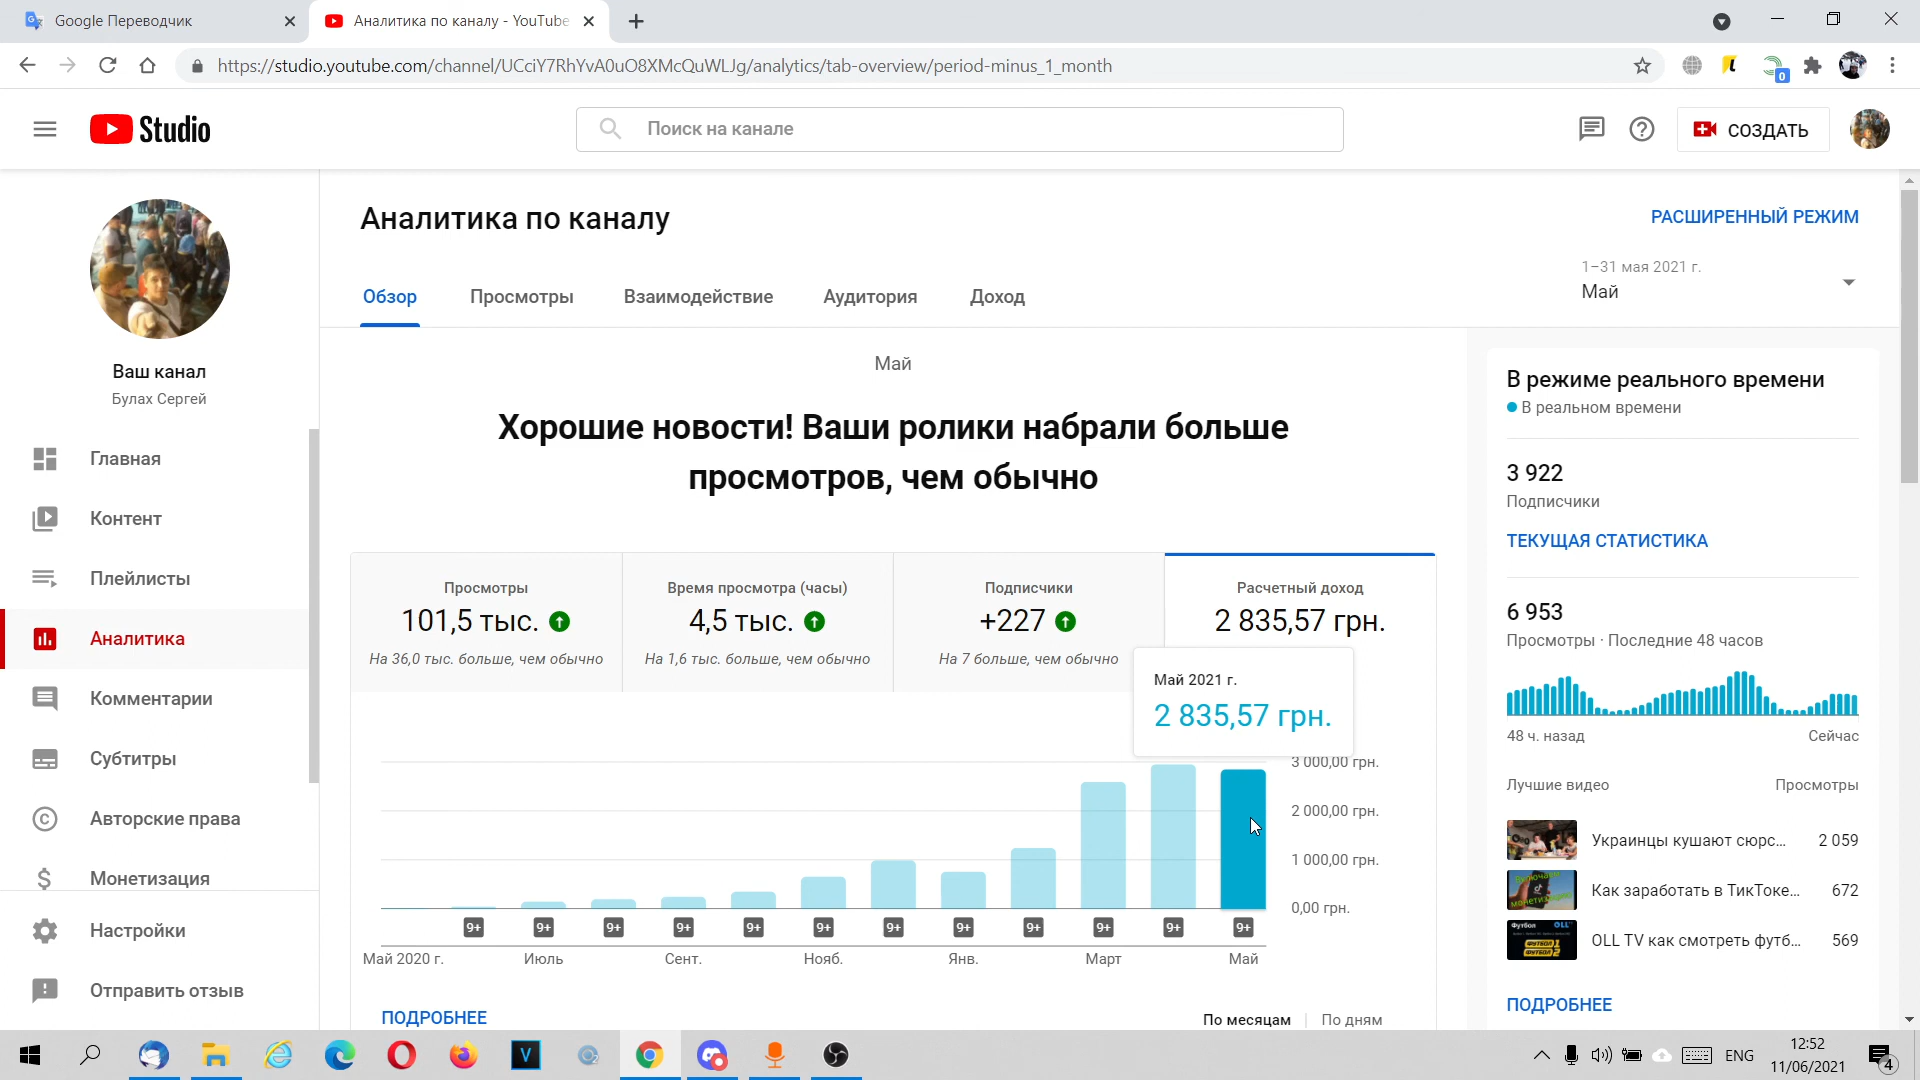 Google Переводчик
Аналитика по каналу - YouTube
https://studio.youtube.com/channel/UCciY7RhYvA0uO8XMcQuWLJg/analytics/tab-overview/period-minus_1_month
0
Studio
Поиск на канале
СОЗДАТЬ
Ваш канал
Булах Сергей
Главная
Контент
Плейлисты
Аналитика
Комментарии
Субтитры
Авторские права
Монетизация
Настройки
Отправить отзыв
Аналитика по каналу
РАСШИРЕННЫЙ РЕЖИМ
1–31 мая 2021 г.
Май
Обзор Просмотры Взаимодействие Аудитория Доход
Май
Хорошие новости! Ваши ролики набрали больше
просмотров, чем обычно
Просмотры
101,5 тыс.
На 36,0 тыс. больше, чем обычно
Время просмотра (часы)
4,5 тыс.
На 1,6 тыс. больше, чем обычно
Подписчики
+227
На 7 больше, чем обычно
Расчетный доход
2 835,57 грн.
Май 2021 г.
2 835,57 грн.
3 000,00 грн.
2 000,00 грн.
1 000,00 грн.
0,00 грн.
9+ 9+ 9+ 9+ 9+ 9+ 9+ 9+ 9+ 9+ 9+ 9+
Май 2020 г. Июль Сент. Нояб. Янв. Март Май
ПОДРОБНЕЕ
По месяцам По дням
В режиме реального времени
В реальном времени
3 922
Подписчики
ТЕКУЩАЯ СТАТИСТИКА
6 953
Просмотры · Последние 48 часов
48 ч. назад Сейчас
Лучшие видео Просмотры
Украинцы кушают сюрс... 2 059
Как заработать в ТикТоке... 672
Футбол OLL
ФУТБОЛ 1
ФУТБОЛ 2
OLL TV как смотреть футб... 569
ПОДРОБНЕЕ
V
ENG
12:52
11/06/2021
4